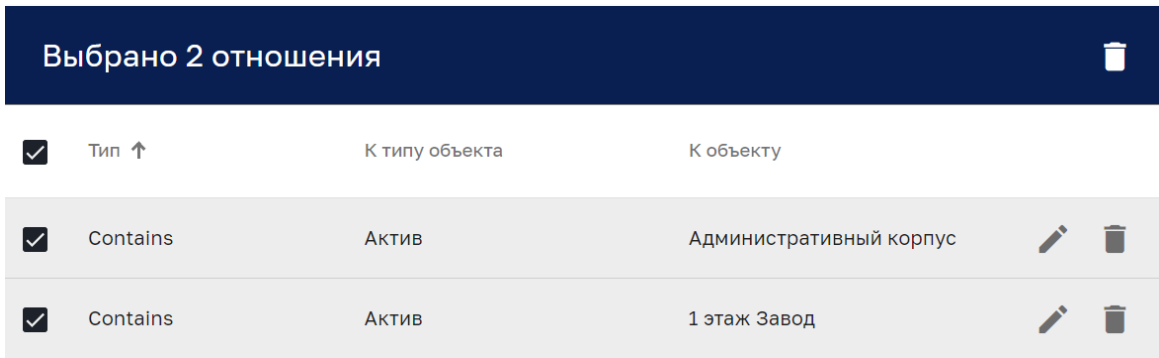 Выбрано 2 отношения
Тип К типу объекта К объекту
Contains Актив Административный корпус
Contains Актив 1 этаж Завод